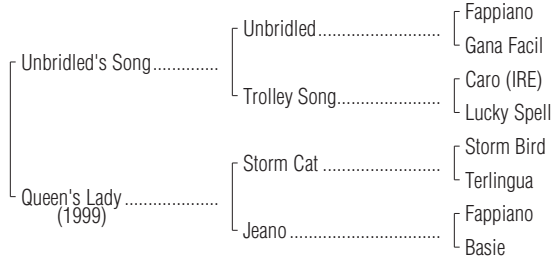 Fappiano
Unbridled..............................
Gana Facil
Unbridled's Song................
Caro (IRE)
Trolley Song..........................
Lucky Spell
Storm Bird
Storm Cat .............................
Terlingua
Queen's Lady .......................
(1999)
Fappiano
Jeano.....................................
Basie